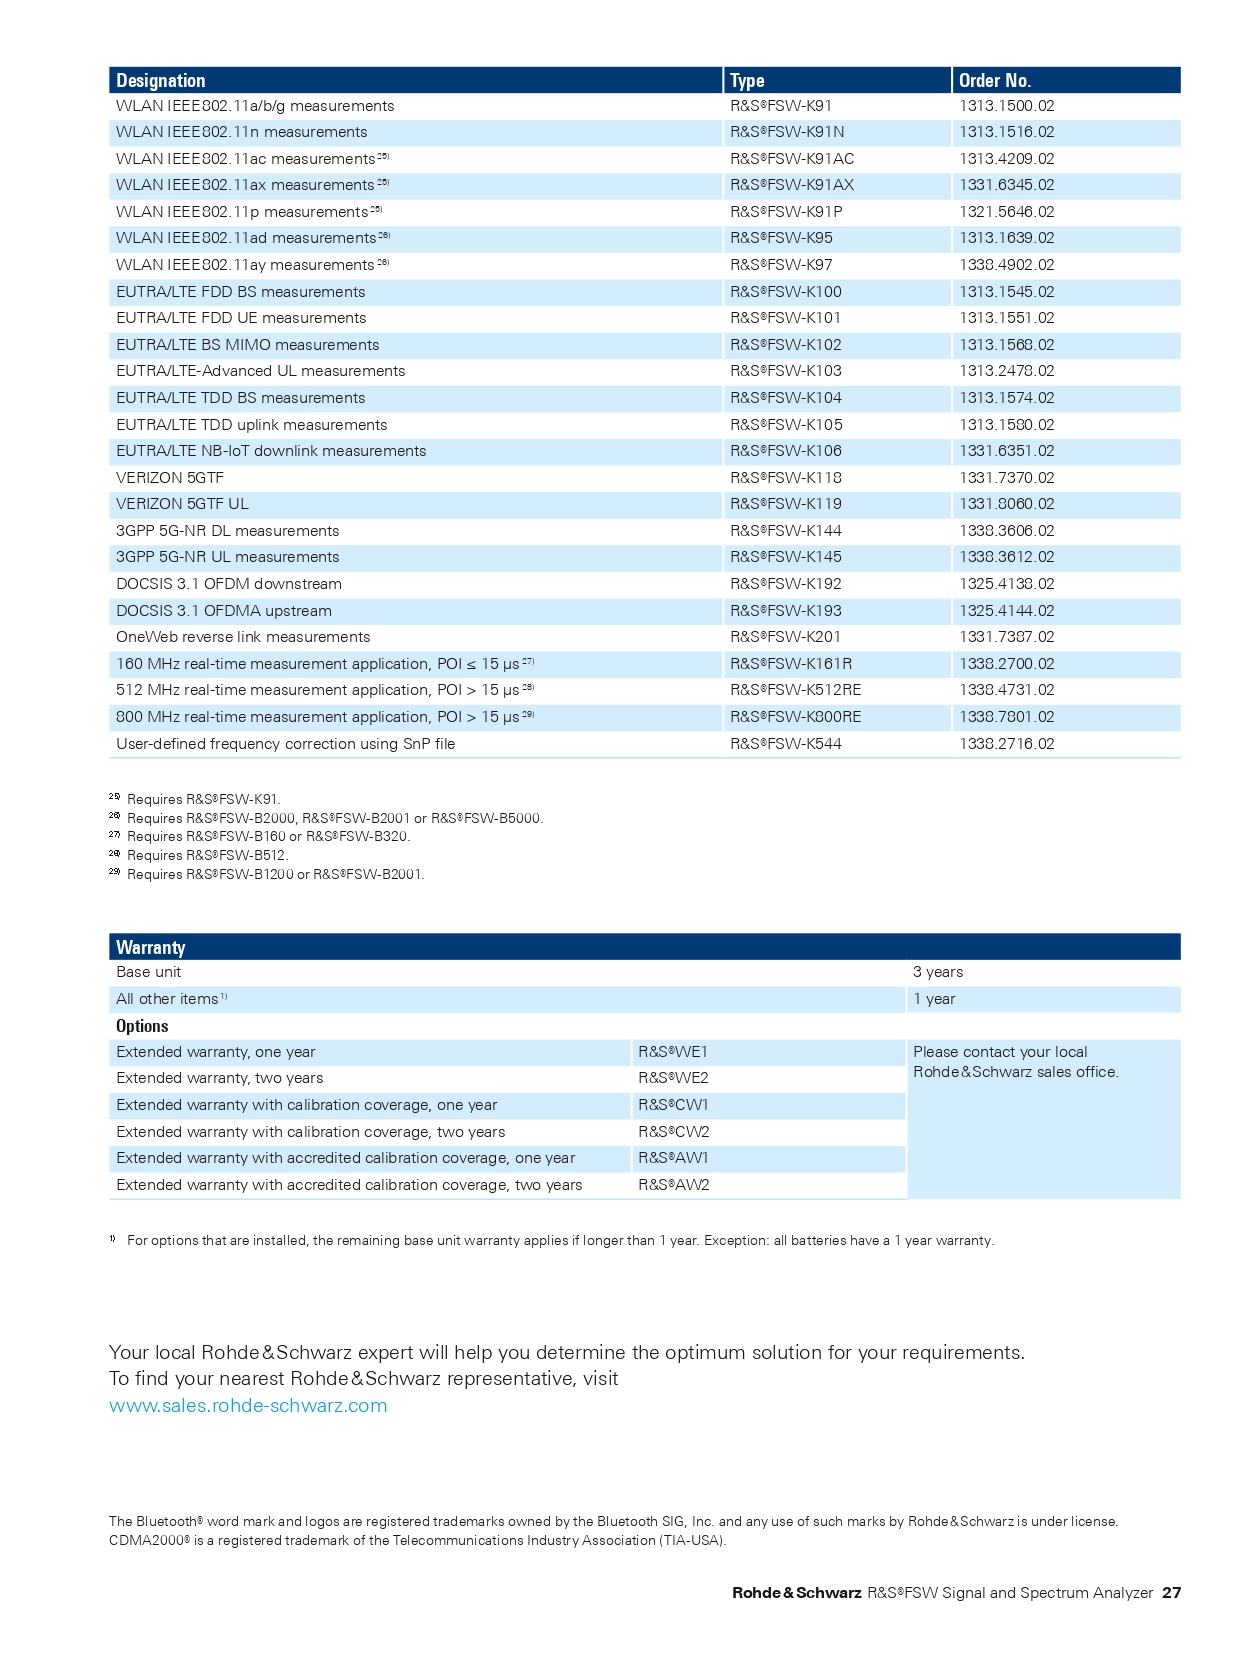 Designation Type Order No.
WLAN IEEE 802.11a/b/g measurements R&S®FSW-K91 1313.1500.02
WLAN IEEE 802.11n measurements R&S®FSW-K91N 1313.1516.02
WLAN IEEE 802.11ac measurements 25) R&S®FSW-K91AC 1313.4209.02
WLAN IEEE 802.11ax measurements 25) R&S®FSW-K91AX 1331.6345.02
WLAN IEEE 802.11p measurements 25) R&S®FSW-K91P 1321.5646.02
WLAN IEEE 802.11ad measurements 26) R&S®FSW-K95 1313.1639.02
WLAN IEEE 802.11ay measurements 26) R&S®FSW-K97 1338.4902.02
EUTRA/LTE FDD BS measurements R&S®FSW-K100 1313.1545.02
EUTRA/LTE FDD UE measurements R&S®FSW-K101 1313.1551.02
EUTRA/LTE BS MIMO measurements R&S®FSW-K102 1313.1568.02
EUTRA/LTE-Advanced UL measurements R&S®FSW-K103 1313.2478.02
EUTRA/LTE TDD BS measurements R&S®FSW-K104 1313.1574.02
EUTRA/LTE TDD uplink measurements R&S®FSW-K105 1313.1580.02
EUTRA/LTE NB-IoT downlink measurements R&S®FSW-K106 1331.6351.02
VERIZON 5GTF R&S®FSW-K118 1331.7370.02
VERIZON 5GTF UL R&S®FSW-K119 1331.8060.02
3GPP 5G-NR DL measurements R&S®FSW-K144 1338.3606.02
3GPP 5G-NR UL measurements R&S®FSW-K145 1338.3612.02
DOCSIS 3.1 OFDM downstream R&S®FSW-K192 1325.4138.02
DOCSIS 3.1 OFDMA upstream R&S®FSW-K193 1325.4144.02
OneWeb reverse link measurements R&S®FSW-K201 1331.7387.02
160 MHz real-time measurement application, POI ≤ 15 µs 27) R&S®FSW-K161R 1338.2700.02
512 MHz real-time measurement application, POI > 15 µs 28) R&S®FSW-K512RE 1338.4731.02
800 MHz real-time measurement application, POI > 15 µs 29) R&S®FSW-K800RE 1338.7801.02
User-defined frequency correction using SnP file R&S®FSW-K544 1338.2716.02
25) Requires R&S®FSW-K91.
26) Requires R&S®FSW-B2000, R&S®FSW-B2001 or R&S®FSW-B5000.
27) Requires R&S®FSW-B160 or R&S®FSW-B320.
28) Requires R&S®FSW-B512.
29) Requires R&S®FSW-B1200 or R&S®FSW-B2001.
Warranty
Base unit 3 years
All other items 1) 1 year
Options
Extended warranty, one year R&S®WE1 Please contact your local
Rohde & Schwarz sales office.
Extended warranty, two years R&S®WE2
Extended warranty with calibration coverage, one year R&S®CW1
Extended warranty with calibration coverage, two years R&S®CW2
Extended warranty with accredited calibration coverage, one year R&S®AW1
Extended warranty with accredited calibration coverage, two years R&S®AW2
1) For options that are installed, the remaining base unit warranty applies if longer than 1 year. Exception: all batteries have a 1 year warranty.
Your local Rohde & Schwarz expert will help you determine the optimum solution for your requirements.
To find your nearest Rohde & Schwarz representative, visit
www.sales.rohde-schwarz.com
The Bluetooth® word mark and logos are registered trademarks owned by the Bluetooth SIG, Inc. and any use of such marks by Rohde & Schwarz is under license.
CDMA2000® is a registered trademark of the Telecommunications Industry Association (TIA-USA).
Rohde & Schwarz R&S®FSW Signal and Spectrum Analyzer 27